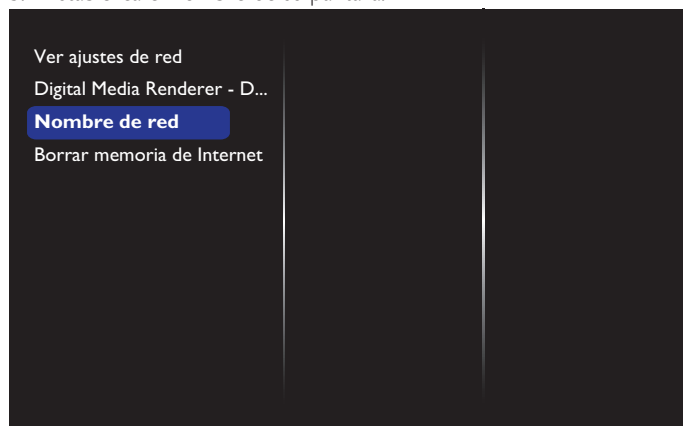 Ver ajustes de red
Digital Media Renderer - D...
Nombre de red
Borrar memoria de Internet